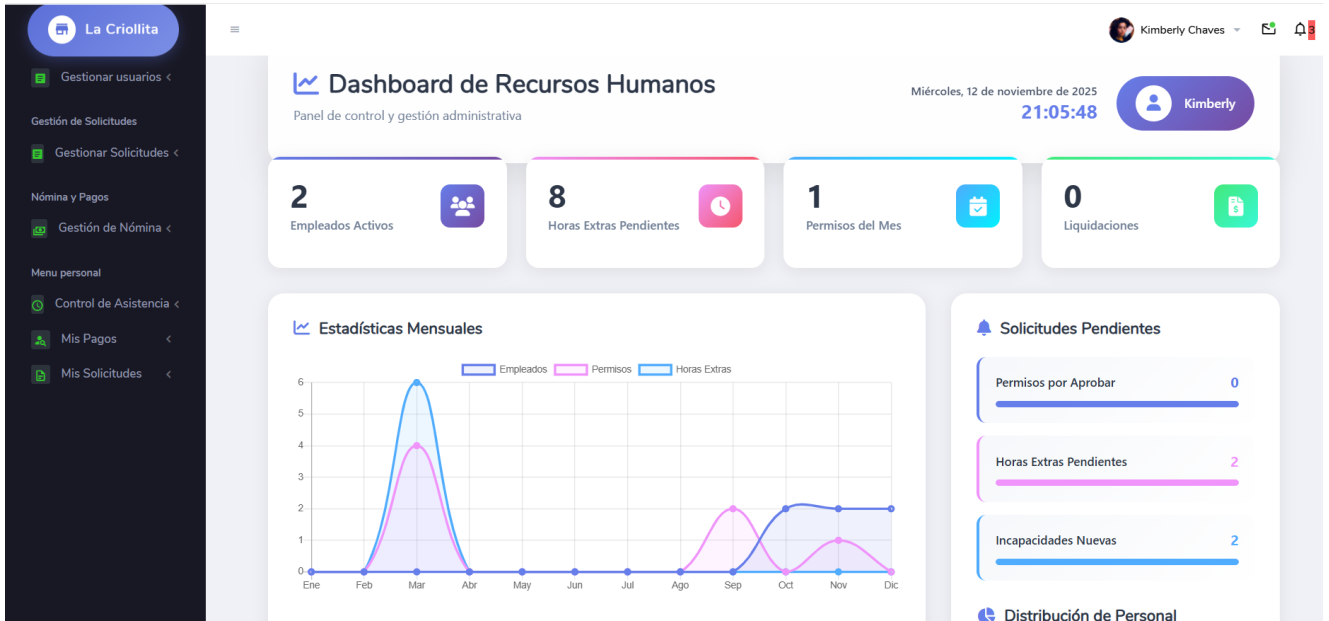 La Criollita
Kimberly Chaves
3
Gestionar usuarios
Gestión de Solicitudes
Gestionar Solicitudes
Nómina y Pagos
Gestión de Nómina
Menu personal
Control de Asistencia
Mis Pagos
Mis Solicitudes
Dashboard de Recursos Humanos
Panel de control y gestión administrativa
Miércoles, 12 de noviembre de 2025
21:05:48
Kimberly
2
Empleados Activos
8
Horas Extras Pendientes
1
Permisos del Mes
0
Liquidaciones
Estadísticas Mensuales
Empleados Permisos Horas Extras
6
5
4
3
2
1
0
Ene Feb Mar Abr May Jun Jul Ago Sep Oct Nov Dic
Solicitudes Pendientes
Permisos por Aprobar 0
Horas Extras Pendientes 2
Incapacidades Nuevas 2
Distribución de Personal